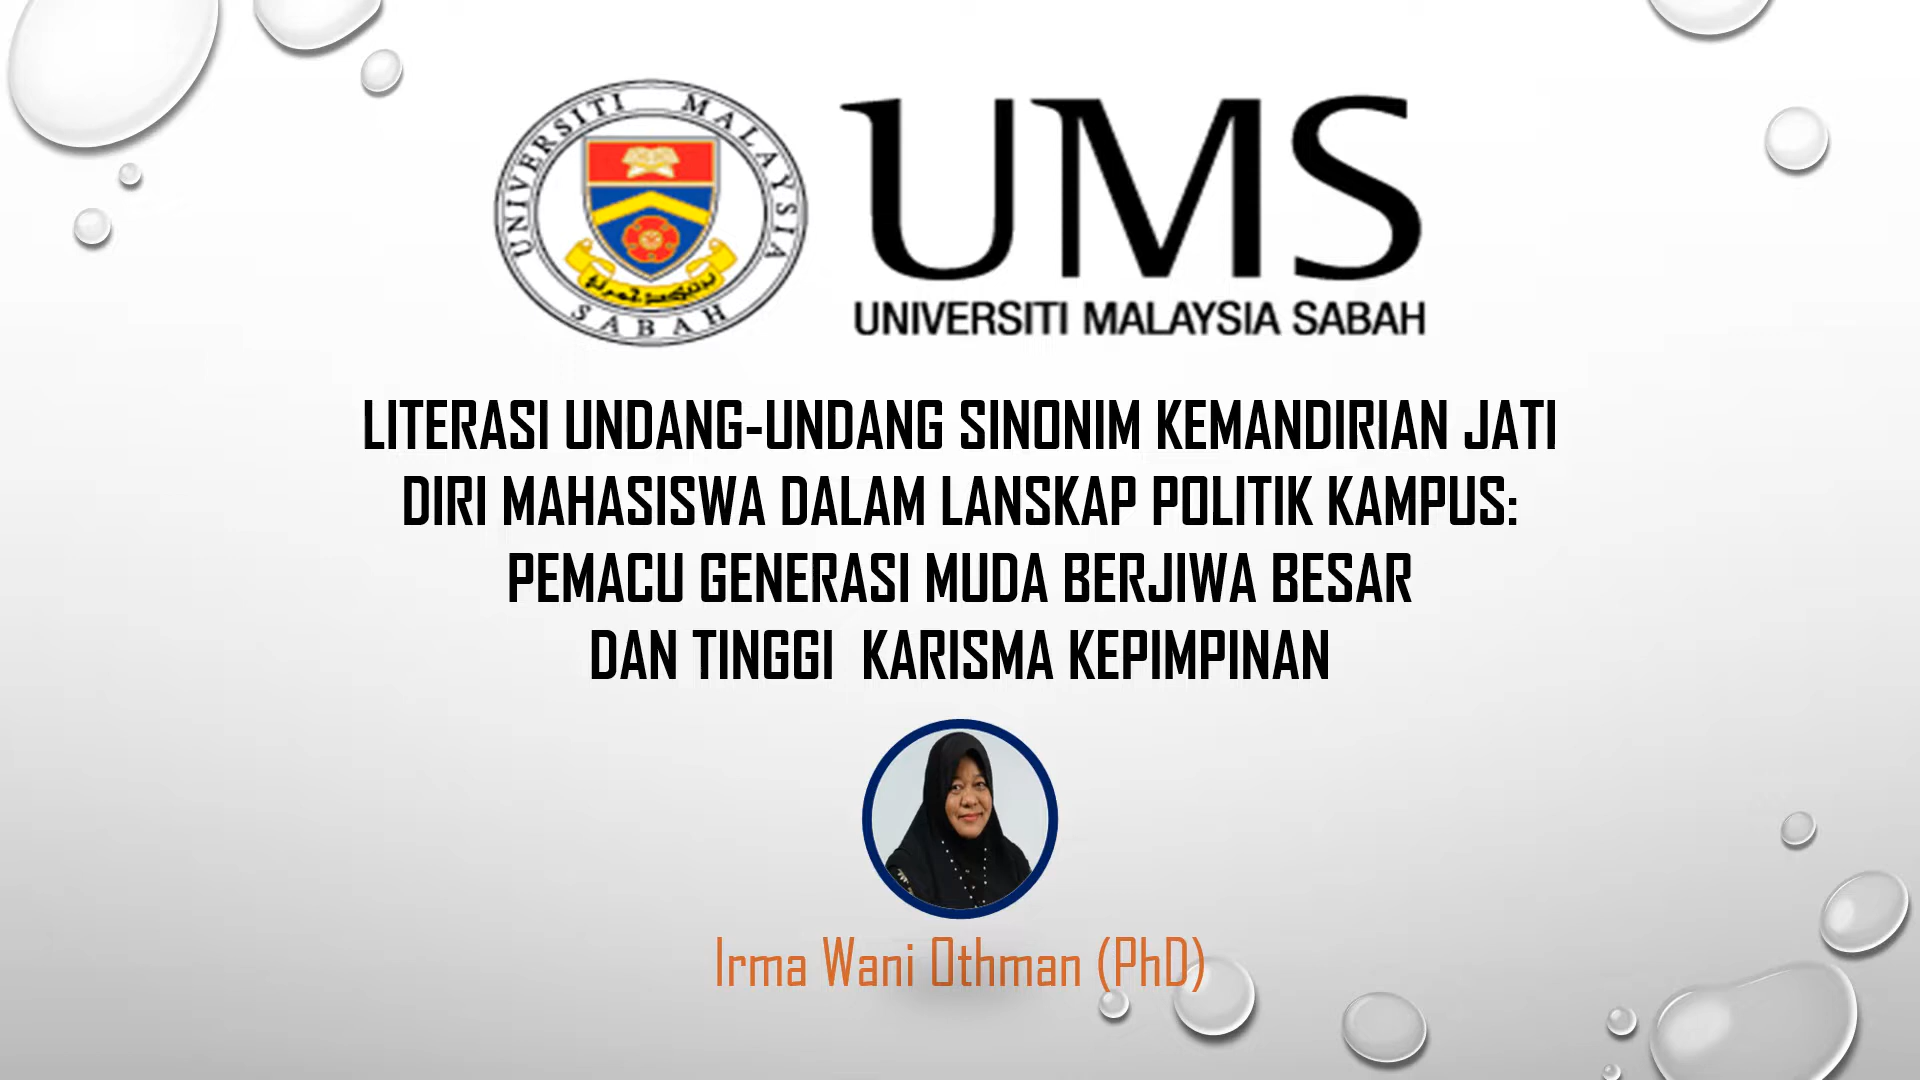 UNIVERSITI MALAYSIA
SABAH
UMS
UNIVERSITI MALAYSIA SABAH
LITERASI UNDANG-UNDANG SINONIM KEMANDIRIAN JATI
DIRI MAHASISWA DALAM LANSKAP POLITIK KAMPUS:
PEMACU GENERASI MUDA BERJIWA BESAR
DAN TINGGI KARISMA KEPIMPINAN
Irma Wani Othman (PhD)